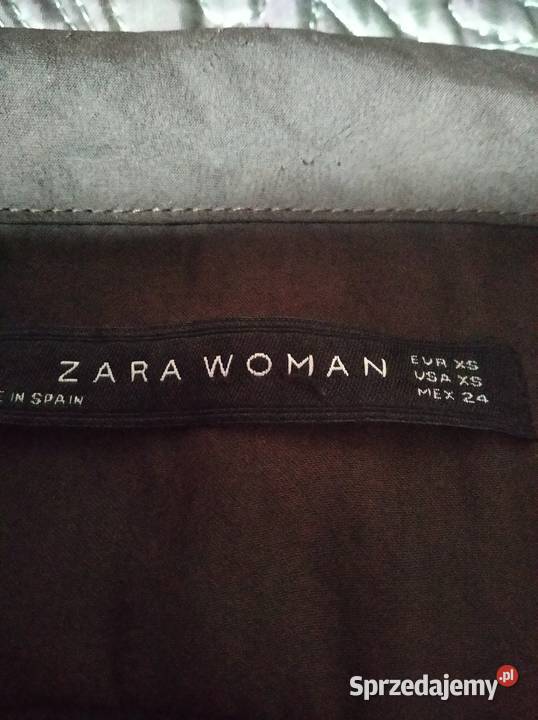 ZARA WOMAN
EUR XS
USA XS
MEX 24
E IN SPAIN
Sprzedajemy.pl